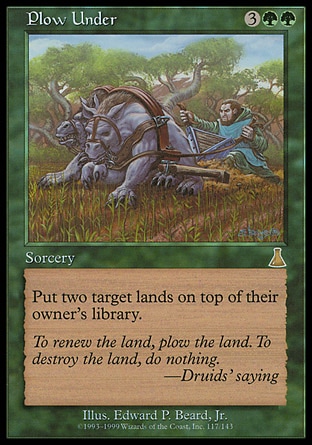 Plow Under 3
Sorcery
Put two target lands on top of their
owner's library.
To renew the land, plow the land. To
destroy the land, do nothing.
—Druids' saying
Illus. Edward P. Beard, Jr.
©1993-1999 Wizards of the Coast, Inc. 117/143